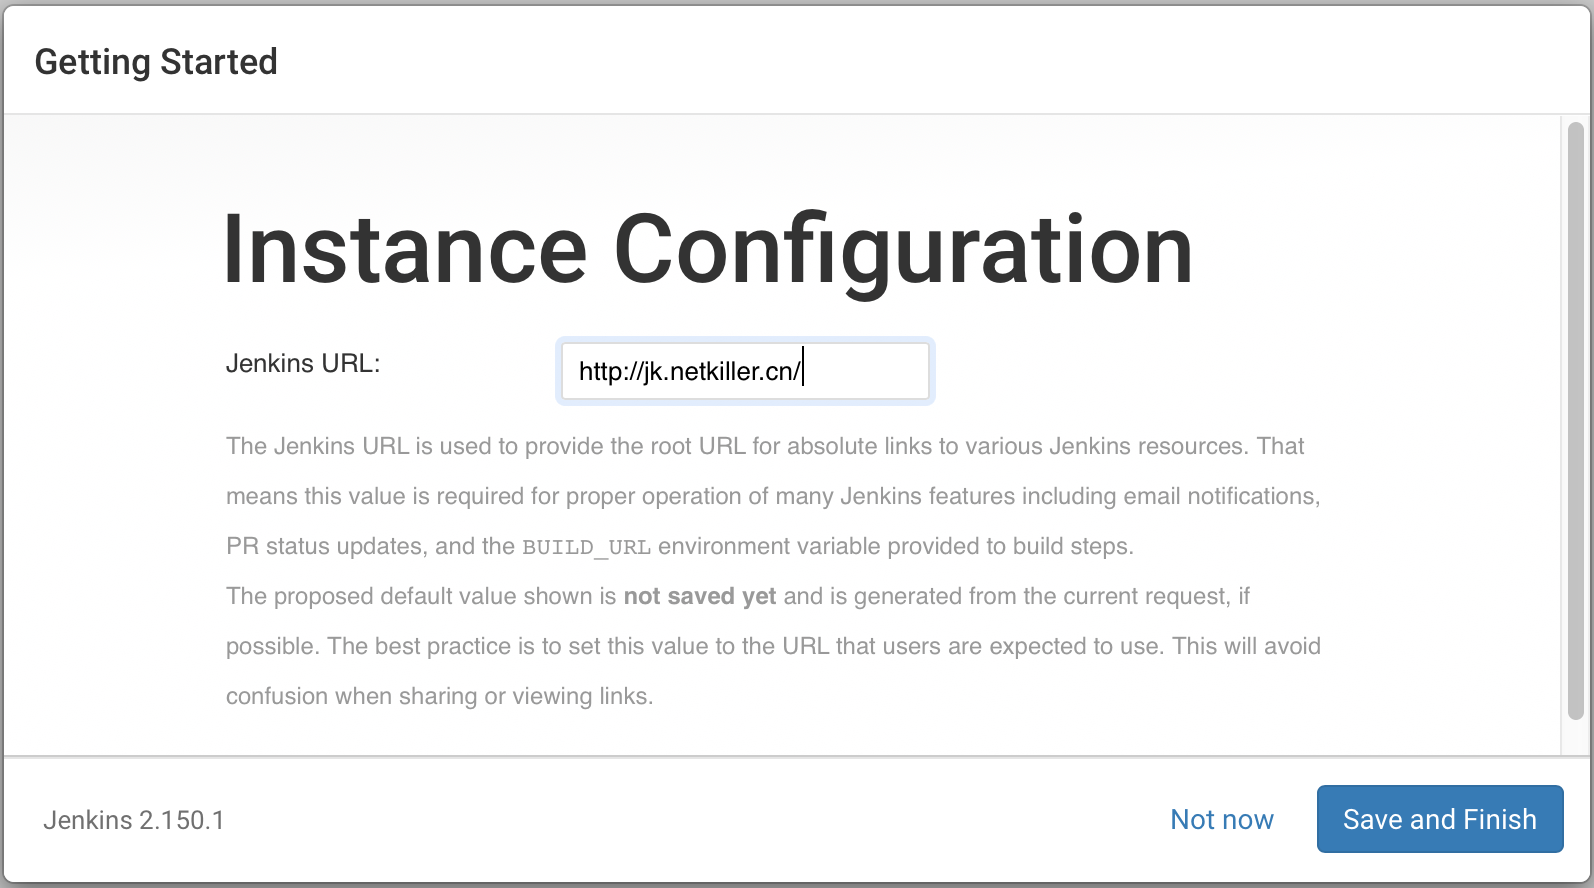 Getting Started
Instance Configuration
Jenkins URL:
http://jk.netkiller.cn/
The Jenkins URL is used to provide the root URL for absolute links to various Jenkins resources. That
means this value is required for proper operation of many Jenkins features including email notifications,
PR status updates, and the BUILD_URL environment variable provided to build steps.
The proposed default value shown is not saved yet and is generated from the current request, if
possible. The best practice is to set this value to the URL that users are expected to use. This will avoid
confusion when sharing or viewing links.
Jenkins 2.150.1
Not now
Save and Finish